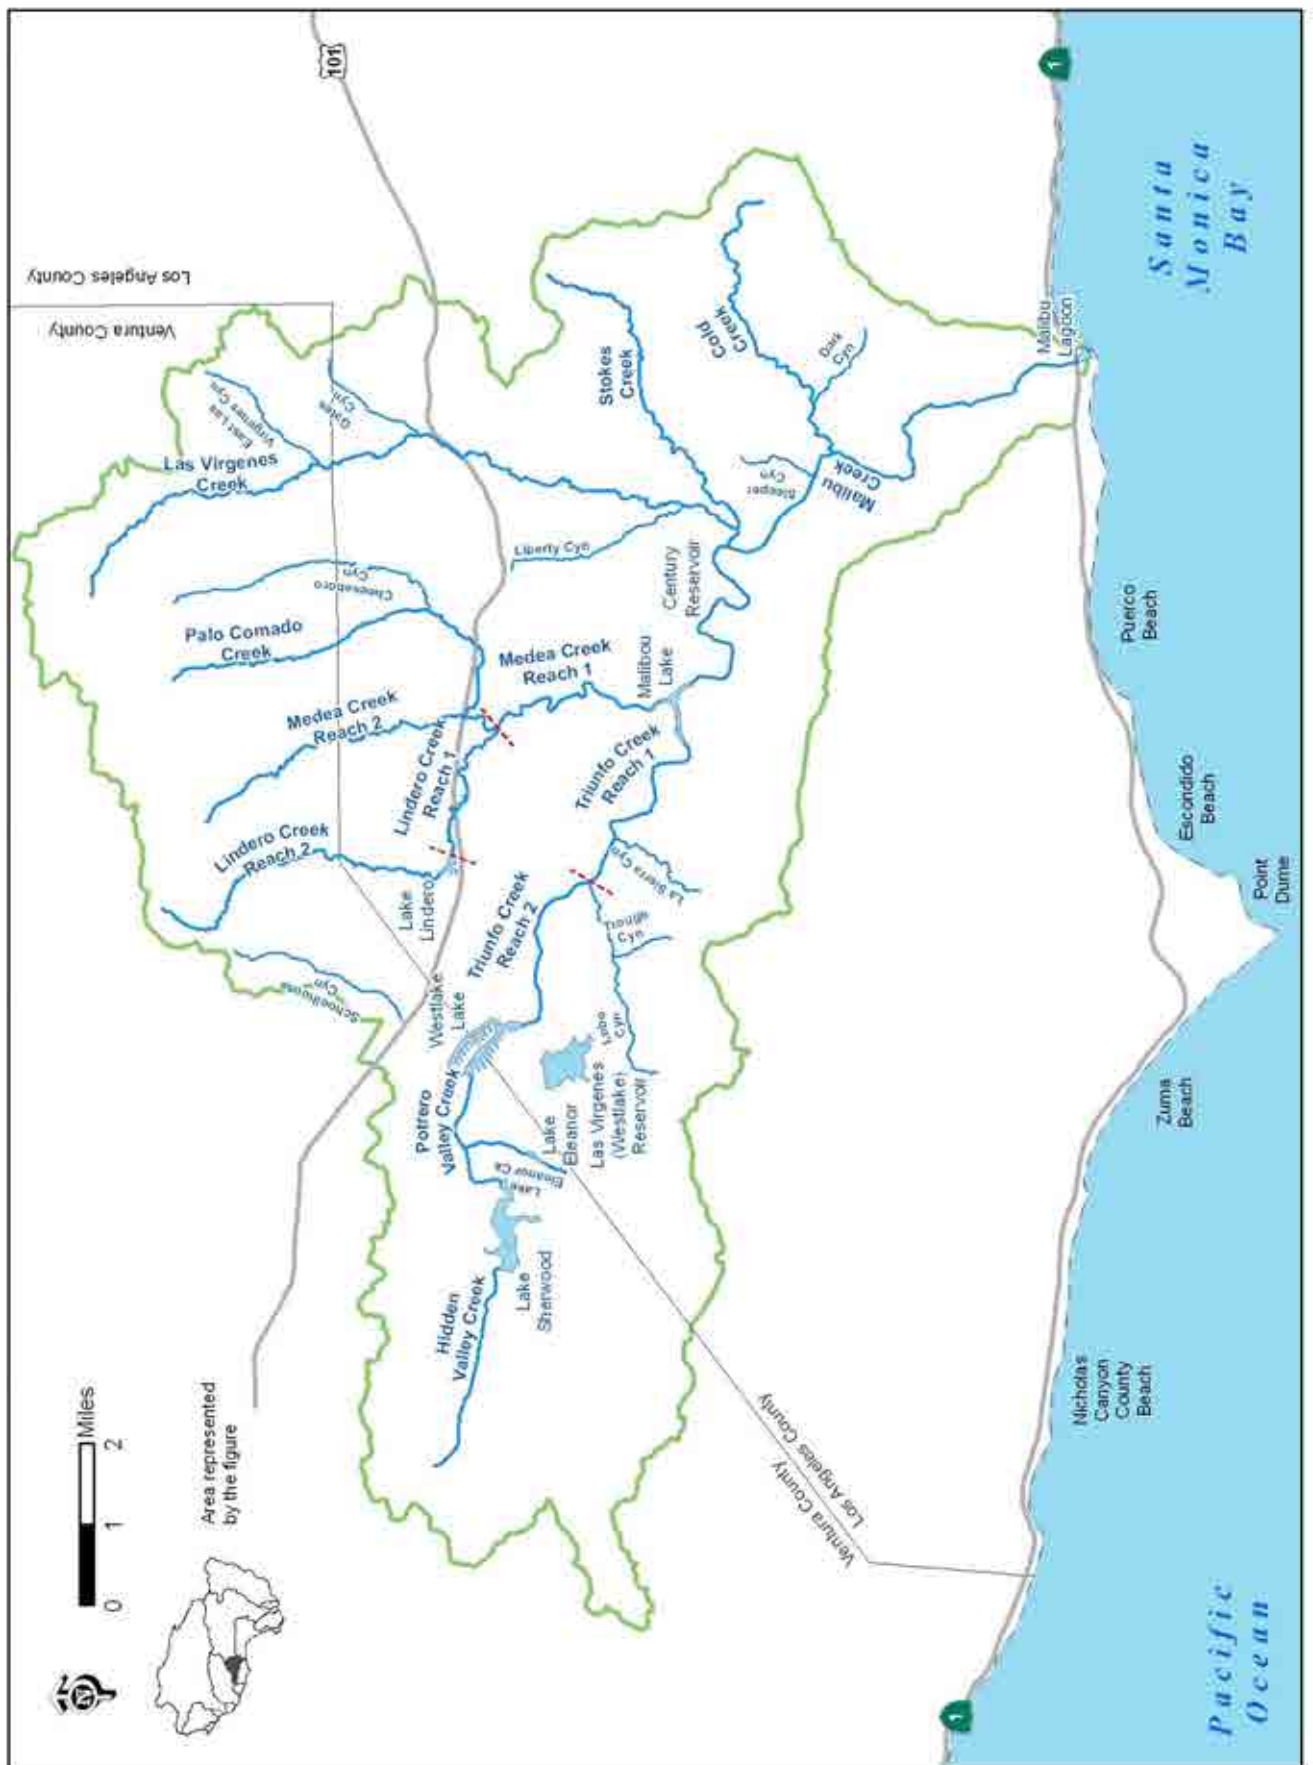 0
1
2
Miles
N
Area represented
by the figure
101
Los Angeles County
Ventura County
Schoolhouse
Cyn
Lindero Creek
Reach 2
Medea Creek
Reach 2
Palo Comado
Creek
Cheeseboro
Cyn
Las Virgenes
Creek
East Las
Virgenes Cyn
Gates
Cyn
Hidden
Valley Creek
Lake
Sherwood
Potrero
Valley Creek
Lake
Eleanor Ck
Lake
Eleanor
Westlake
Lake
Las Virgenes
(Westlake)
Reservoir
Lobo
Cyn
Lake
Lindero
Triunfo Creek
Reach 2
Trough
Cyn
La Sierra Cyn
Lindero Creek
Reach 1
Triunfo Creek
Reach 1
Medea Creek
Reach 1
Malibou
Lake
Liberty Cyn
Century
Reservoir
Stokes
Creek
Sleeper
Cyn
Malibu
Creek
Cold
Creek
Dark
Cyn
Malibu
Lagoon
Ventura County
Los Angeles County
1
Nicholas
Canyon
County
Beach
Zuma
Beach
Point
Dume
Escondido
Beach
Puerco
Beach
1
Pacific
Ocean
Santa
Monica
Bay